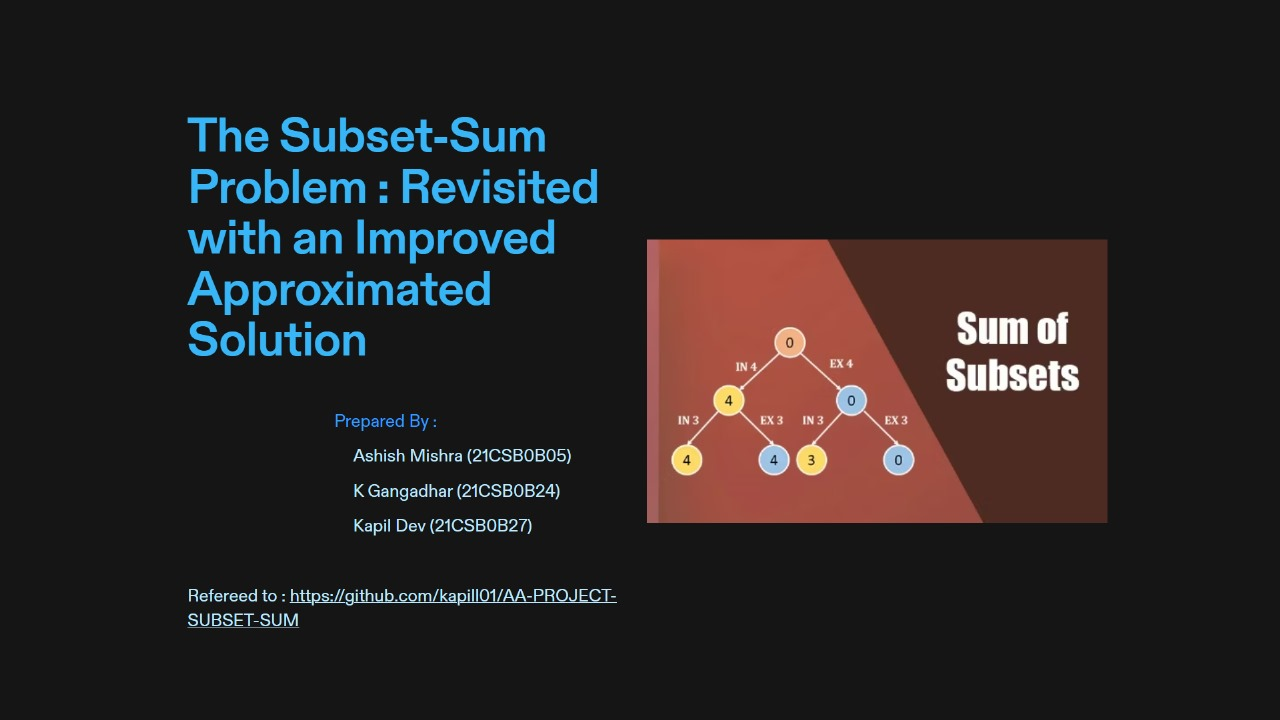 The Subset-Sum
Problem : Revisited
with an Improved
Approximated
Solution
Prepared By :
Ashish Mishra (21CSB0B05)
K Gangadhar (21CSB0B24)
Kapil Dev (21CSB0B27)
Refereed to : https://github.com/kapill01/AA-PROJECT-
SUBSET-SUM
Sum of
Subsets
0
IN 4 EX 4
4 0
IN 3 EX 3 IN 3 EX 3
4 4 3 0